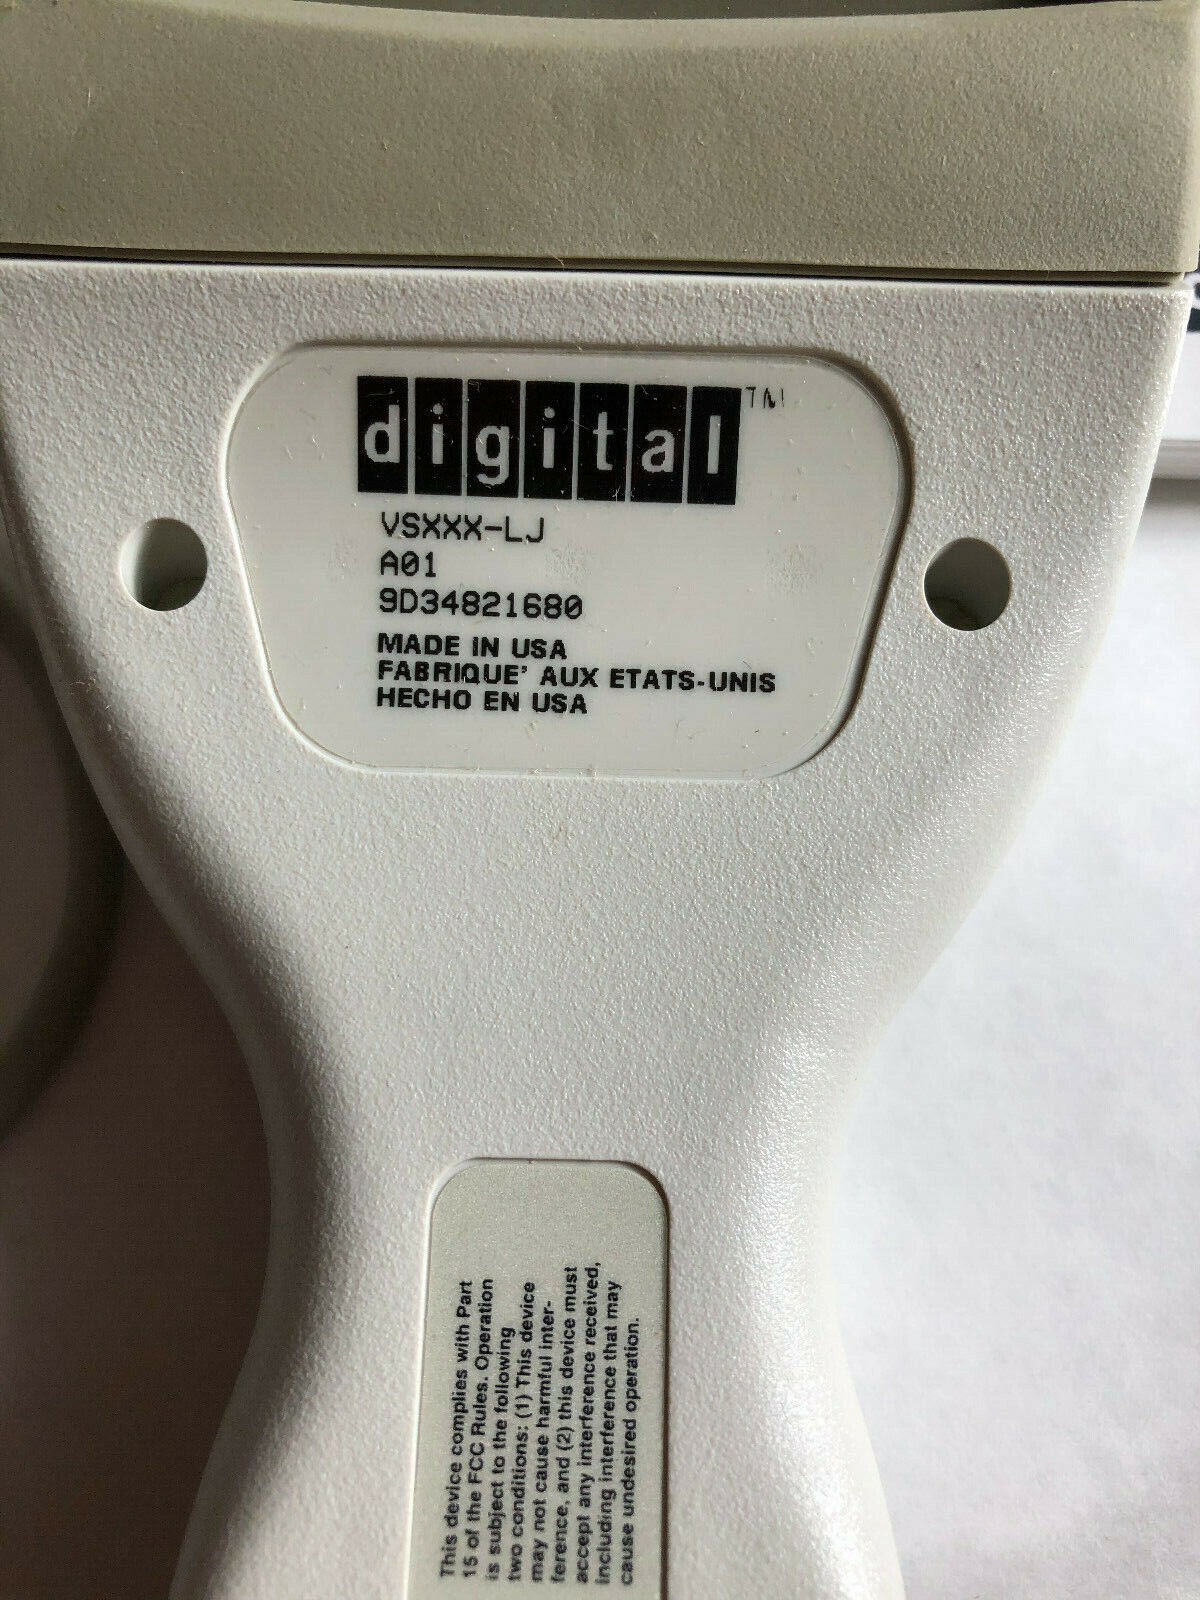 digital™
VSXXX-LJ
A01
9D34821680
MADE IN USA
FABRIQUE' AUX ETATS-UNIS
HECHO EN USA
This device complies with Part
15 of the FCC Rules. Operation
is subject to the following
two conditions: (1) This device
may not cause harmful inter-
ference, and (2) this device must
accept any interference received,
including interference that may
cause undesired operation.